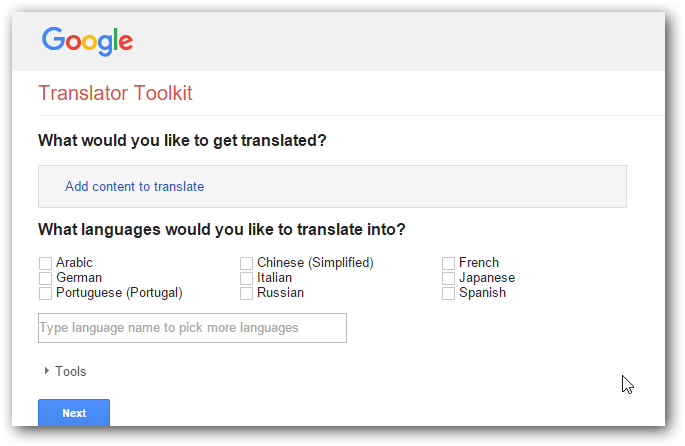 Google
Translator Toolkit
What would you like to get translated?
Add content to translate
What languages would you like to translate into?
Arabic Chinese (Simplified) French
German Italian Japanese
Portuguese (Portugal) Russian Spanish
Type language name to pick more languages
Tools
Next